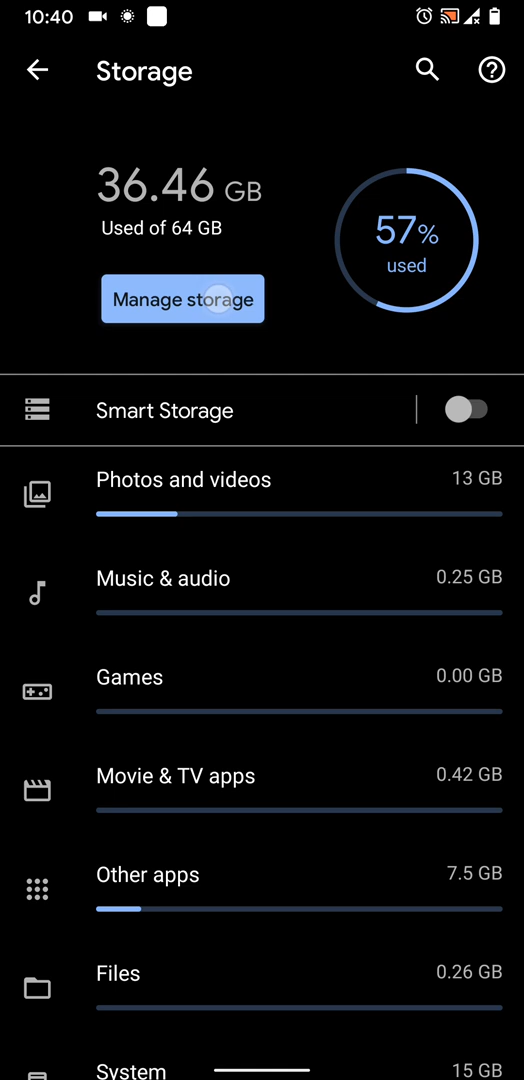 10:40
Storage
36.46 GB
Used of 64 GB
57%
used
Manage storage
Smart Storage
Photos and videos 13 GB
Music & audio 0.25 GB
Games 0.00 GB
Movie & TV apps 0.42 GB
Other apps 7.5 GB
Files 0.26 GB
System 15 GB